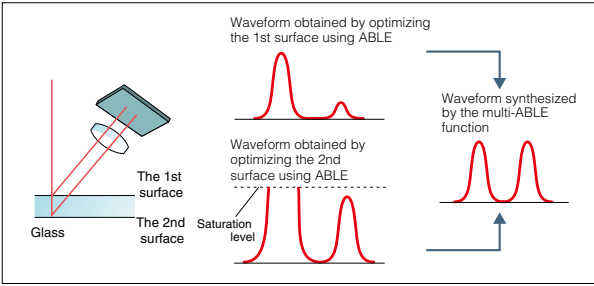 Waveform obtained by optimizing
the 1st surface using ABLE
Waveform synthesized
by the multi-ABLE
function
Waveform obtained by
optimizing the 2nd
surface using ABLE
The 1st
surface
The 2nd
surface
Glass
Saturation
level